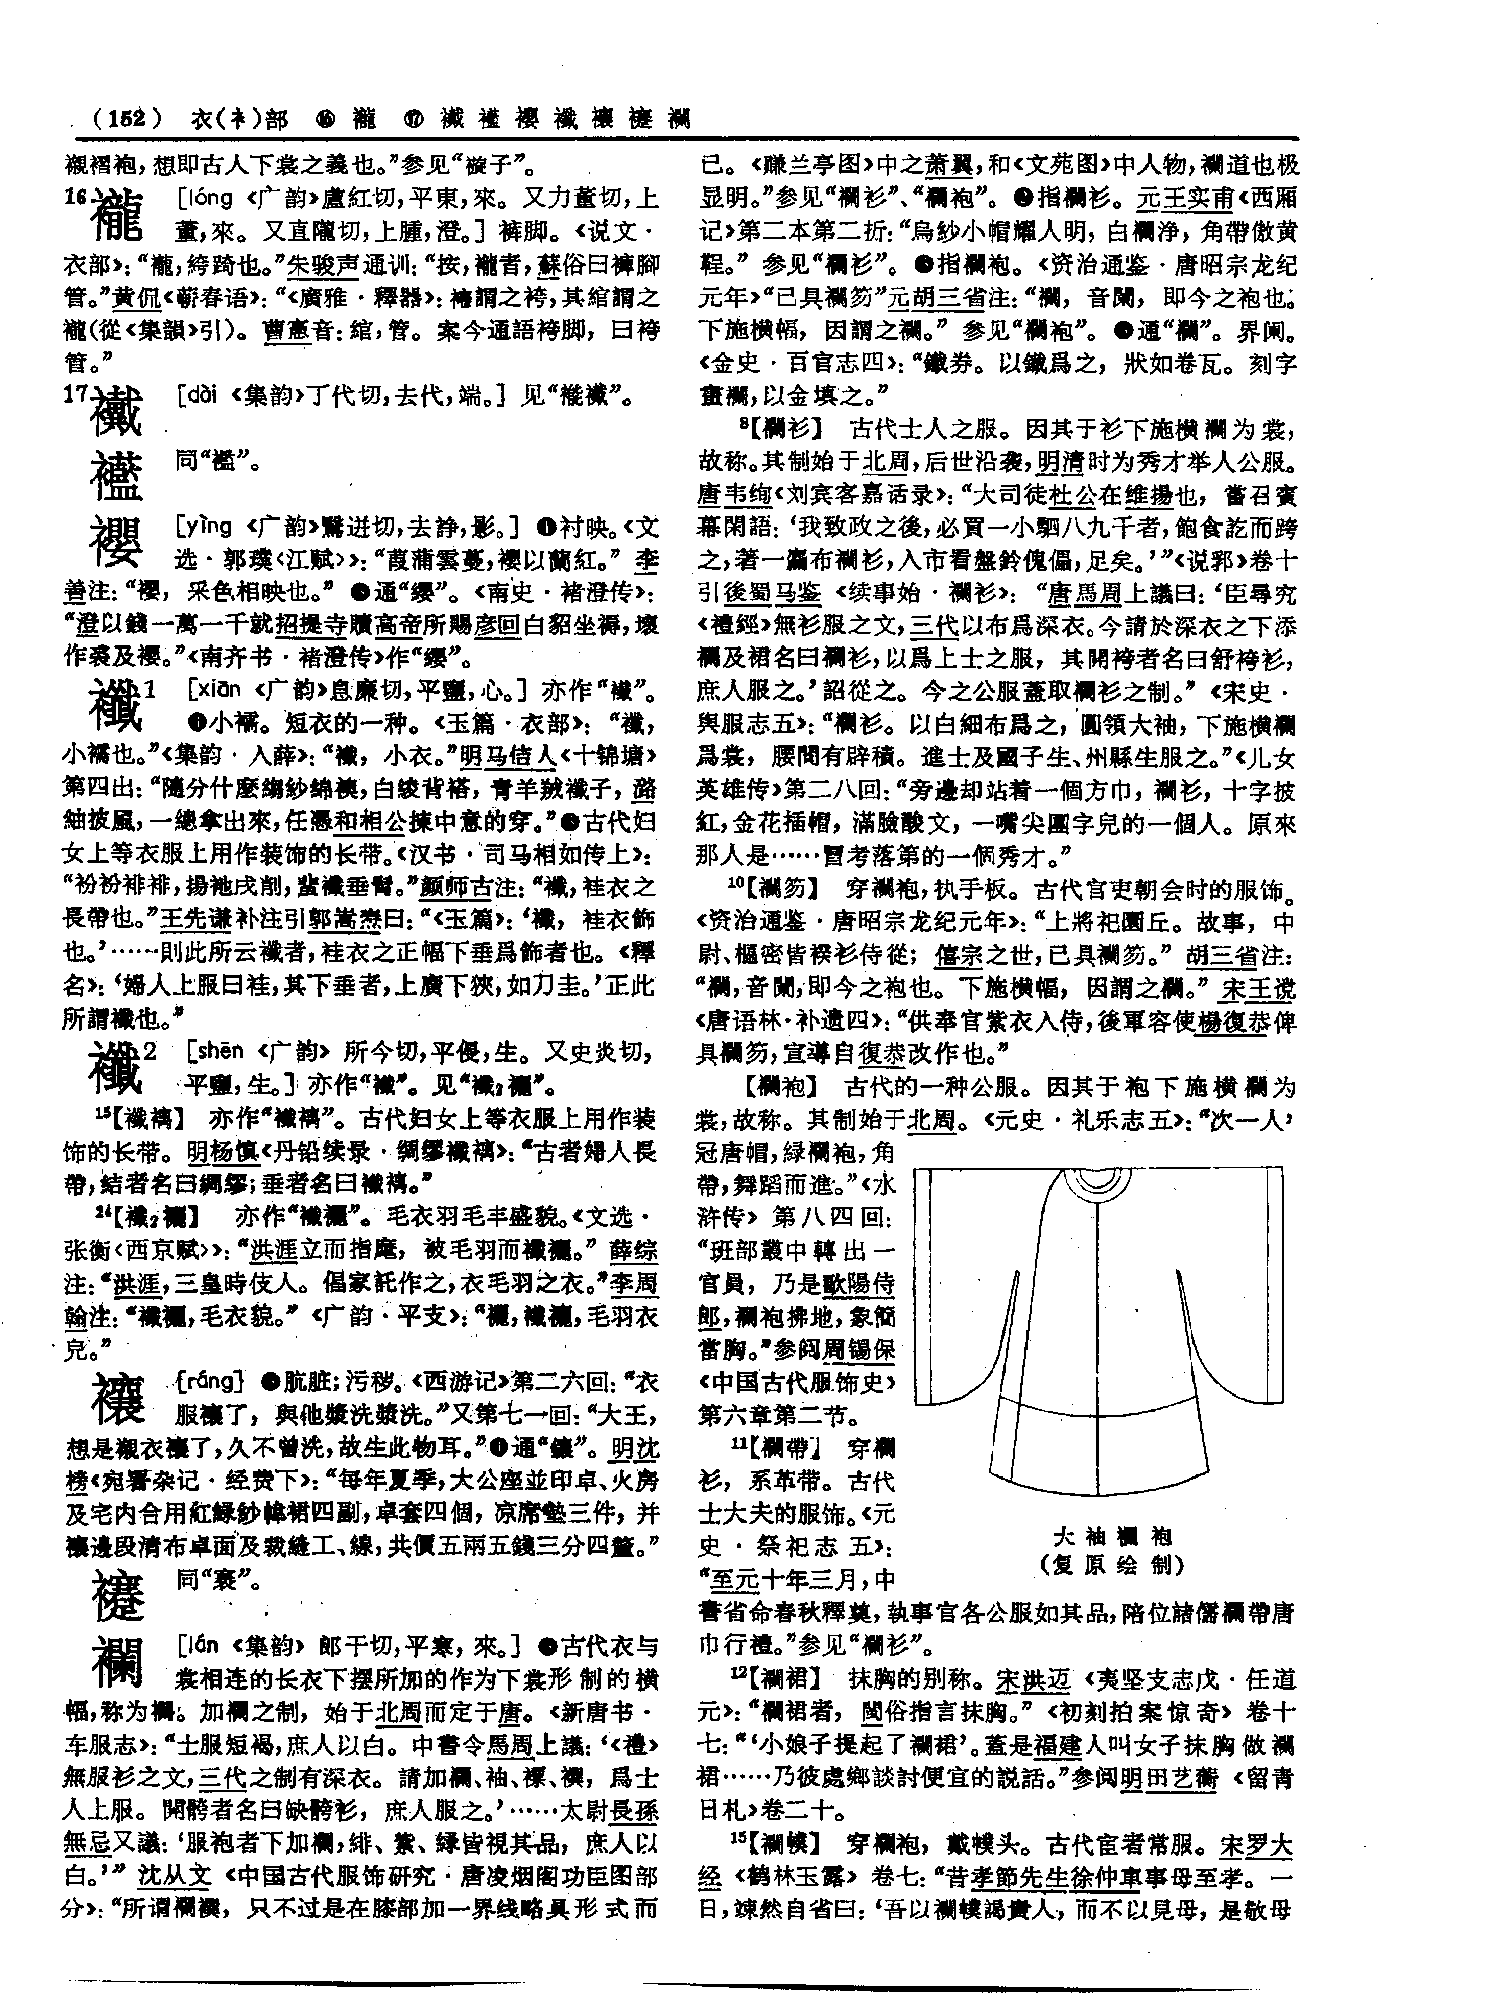 (152) 衣(衤)部 ⑯ 襱 ⑰ 襶 襤 襻 襳 欀 襽
襯褶袍，想即古人下裳之義也。”参见“䙓子”。
16襱 [lóng 《广韵》盧紅切，平東，來。又力董切，上
董，來。又直隴切，上腫，澄。] 裤脚。《说文·
衣部》：“襱，絝踦也。”朱骏声通训：“按，襱者，蘇俗曰褲腳
管。”黄侃《蕲春语》：“《廣雅·釋器》：襗謂之袴，其綰謂之
襱(從《集韻》引)。曹憲音：綰，管。案今通語袴脚，曰袴
管。”
17襶 [dài 《集韵》丁代切，去代，端。] 见“褦襶”。
同“襤”。
[yìng 《广韵》鷖迸切，去諍，影。] ❶衬映。《文
选·郭璞〈江赋〉》：“葭蒲雲蔓，䙬以蘭紅。” 李
善注：“䙬，采色相映也。” ❷通“缨”。《南史·褚澄传》：
“澄以錢一萬一千就招提寺贖高帝所賜彦回白貂坐褥，壞
作裘及䙬。”《南齐书·褚澄传》作“缨”。
襳1 [xiān 《广韵》息廉切，平鹽，心。] 亦作“襳”。
❶小襦。短衣的一种。《玉篇·衣部》：“襳，
小襦也。”《集韵·入薛》：“襳，小衣。”明马佶人《十锦塘》
第四出：“隨分什麽縐紗綿襖，白綾背褡，青羊羢襳子，潞
紬披風，一總拿出來，任憑和相公揀中意的穿。”❷古代妇
女上等衣服上用作装饰的长带。《汉书·司马相如传上》：
“衯衯裶裶，揚袘戌削，蜚襳垂髾。”颜师古注：“襳，袿衣之
長帶也。”王先谦补注引郭嵩焘曰：“《玉篇》：‘襳，袿衣飾
也。’……則此所云襳者，袿衣之正幅下垂爲飾者也。《釋
名》：‘婦人上服曰袿，其下垂者，上廣下狹，如刀圭。’正此
所謂襳也。”
襳2 [shēn 《广韵》所今切，平侵，生。又史炎切，
平鹽，生。] 亦作“襳”。见“襳₂襹”。
15【襳褵】 亦作“襳褵”。古代妇女上等衣服上用作装
饰的长带。明杨慎《丹铅续录·绸缪襳褵》：“古者婦人長
帶，結者名曰綢繆；垂者名曰襳褵。”
24【襳₂襹】 亦作“襳襹”。毛衣羽毛丰盛貌。《文选·
张衡〈西京赋〉》：“洪涯立而指麾，被毛羽而襳襹。” 薛综
注：“洪涯，三皇時伎人。倡家託作之，衣毛羽之衣。”李周
翰注：“襳襹，毛衣貌。” 《广韵·平支》：“襹，襳襹，毛羽衣
皃。”
{ráng} ❶肮脏；污秽。《西游记》第二六回：“衣
服禳了，與他漿洗漿洗。”又第七一回：“大王，
想是襯衣禳了，久不曾洗，故生此物耳。”❷通“鑲”。明沈
榜《宛署杂记·经费下》：“每年夏季，大公座並印卓、火房
及宅内合用紅緑紗幃裙四副，卓套四個，凉席墊三件，并
禳邊段清布卓面及裁縫工、線，共價五兩五錢三分四釐。”
同“褰”。
襴 [lán 《集韵》郎干切，平寒，來。] ❶古代衣与
裳相连的长衣下摆所加的作为下裳形制的横
幅，称为襴。加襴之制，始于北周而定于唐。《新唐书·
车服志》：“士服短褐，庶人以白。中書令馬周上議：‘《禮》
無服衫之文，三代之制有深衣。請加襴、袖、褾、襈，爲士
人上服。開骻者名曰缺骻衫，庶人服之。’……太尉長孫
無忌又議：‘服袍者下加襴，緋、紫、緑皆視其品，庶人以
白。’” 沈从文《中国古代服饰研究·唐凌烟阁功臣图部
分》：“所谓襴襈，只不过是在膝部加一界线略具形式而
已。《赚兰亭图》中之萧翼，和《文苑图》中人物，襴道也极
显明。”参见“襴衫”、“襴袍”。❷指襴衫。元王实甫《西厢
记》第二本第二折：“烏紗小帽耀人明，白襴淨，角帶傲黄
鞓。” 参见“襴衫”。❸指襴袍。《资治通鉴·唐昭宗龙纪
元年》“已具襴笏”元胡三省注：“襴，音闌，即今之袍也。
下施橫幅，因謂之襴。” 参见“襴袍”。❹通“欄”。界阑。
《金史·百官志四》：“鐵券。以鐵爲之，狀如卷瓦。刻字
畫襴，以金填之。”
8【襴衫】 古代士人之服。因其于衫下施横襴为裳，
故称。其制始于北周，后世沿袭，明清时为秀才举人公服。
唐韦绚《刘宾客嘉话录》：“大司徒杜公在维揚也，嘗召賓
幕閑語：‘我致政之後，必買一小駟八九千者，飽食訖而跨
之，著一麤布襴衫，入市看盤鈴傀儡，足矣。’”《说郛》卷十
引後蜀马鉴《续事始·襴衫》：“唐馬周上議曰：‘臣尋究
《禮經》無衫服之文，三代以布爲深衣。今請於深衣之下添
襴及裙名曰襴衫，以爲上士之服，其開袴者名曰舒袴衫，
庶人服之。’詔從之。今之公服蓋取襴衫之制。”《宋史·
舆服志五》：“襴衫。以白細布爲之，圓領大袖，下施橫襴
爲裳，腰間有辟積。進士及國子生、州縣生服之。”《儿女
英雄传》第二八回：“旁邊却站着一個方巾，襴衫，十字披
紅，金花插帽，滿臉酸文，一嘴尖團字兒的一個人。原來
那人是……冒考落第的一個秀才。”
10【襴笏】 穿襴袍，执手板。古代官吏朝会时的服饰。
《资治通鉴·唐昭宗龙纪元年》：“上將祀圜丘。故事，中
尉、樞密皆䙆衫侍從；僖宗之世，已具襴笏。” 胡三省注：
“襴，音闌，即今之袍也。下施橫幅，因謂之襴。” 宋王谠
《唐语林·补遗四》：“供奉官紫衣入侍，後軍容使楊復恭俾
具襴笏，宣導自復恭改作也。”
【襴袍】 古代的一种公服。因其于袍下施横襴为
裳，故称。其制始于北周。《元史·礼乐志五》：“次一人，
冠唐帽，緑襴袍，角
帶，舞蹈而進。”《水
浒传》第八四回：
“班部叢中轉出一
官員，乃是歐陽侍
郎，襴袍拂地，象簡
當胸。”参阅周锡保
《中国古代服饰史》
第六章第二节。
11【襴帶】 穿襴
衫，系革带。古代
士大夫的服饰。《元
史·祭祀志五》：
“至元十年三月，中
書省命春秋釋奠，執事官各公服如其品，陪位諸儒襴帶唐
巾行禮。”参见“襴衫”。
大袖襴袍
(复原绘制)
12【襴裙】 抹胸的别称。宋洪迈《夷坚支志戊·任道
元》：“襴裙者，閩俗指言抹胸。”《初刻拍案惊奇》卷十
七：“‘小娘子提起了襴裙’。蓋是福建人叫女子抹胸做襴
裙……乃彼處鄉談討便宜的説話。”参阅明田艺蘅《留青
日札》卷二十。
15【襴幞】 穿襴袍，戴幞头。古代宦者常服。宋罗大
经《鹤林玉露》卷七：“昔孝節先生徐仲車事母至孝。一
日，竦然自省曰：‘吾以襴幞謁貴人，而不以見母，是敬母